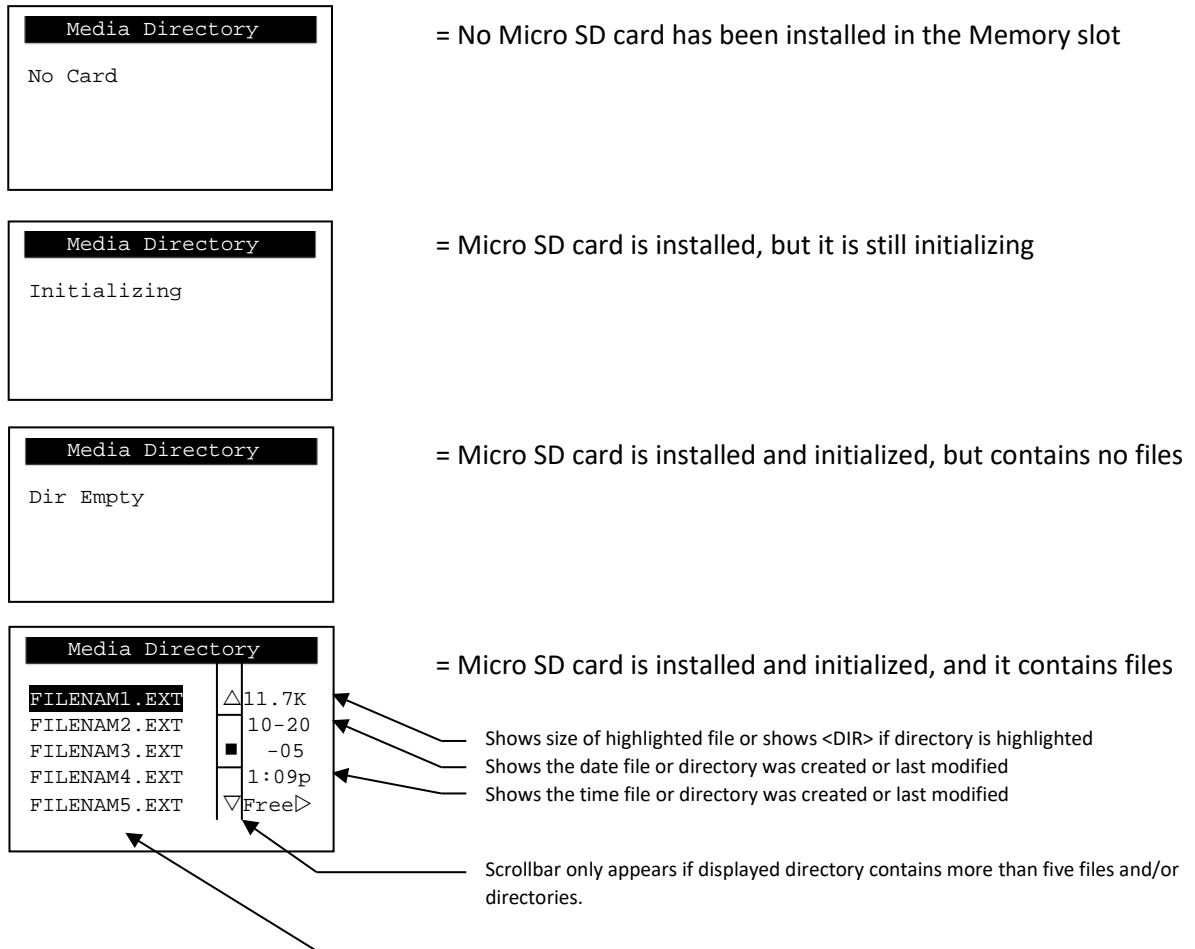 Media Directory
= No Micro SD card has been installed in the Memory slot
No Card
Media Directory
= Micro SD card is installed, but it is still initializing
Initializing
Media Directory
= Micro SD card is installed and initialized, but contains no files
Dir Empty
Media Directory
= Micro SD card is installed and initialized, and it contains files
FILENAM1.EXT △11.7K
FILENAM2.EXT 10-20
FILENAM3.EXT ■ -05
FILENAM4.EXT 1:09p
FILENAM5.EXT ▽Free▷
Shows size of highlighted file or shows <DIR> if directory is highlighted
Shows the date file or directory was created or last modified
Shows the time file or directory was created or last modified
Scrollbar only appears if displayed directory contains more than five files and/or
directories.